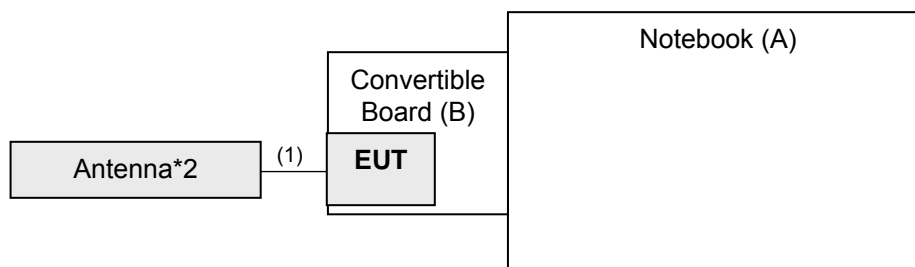 Notebook (A)
Convertible
Board (B)
Antenna*2
(1)
EUT